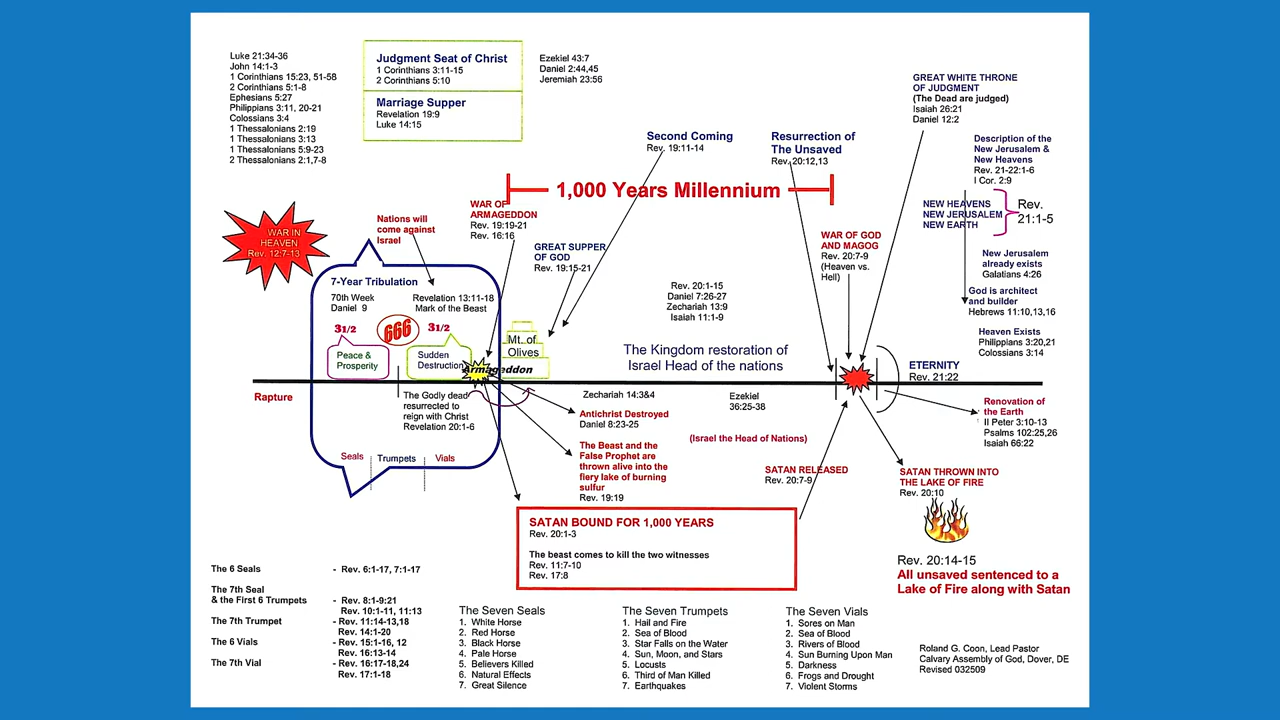 Luke 21:34-36
John 14:1-3
1 Corinthians 15:23, 51-58
2 Corinthians 5:1-8
Ephesians 5:27
Philippians 3:11, 20-21
Colossians 3:4
1 Thessalonians 2:19
1 Thessalonians 3:13
1 Thessalonians 5:9-23
2 Thessalonians 2:1,7-8
Judgment Seat of Christ
1 Corinthians 3:11-15
2 Corinthians 5:10
Marriage Supper
Revelation 19:9
Luke 14:15
Ezekiel 43:7
Daniel 2:44,45
Jeremiah 23:56
Second Coming
Rev. 19:11-14
Resurrection of
The Unsaved
Rev. 20:12,13
GREAT WHITE THRONE
OF JUDGMENT
(The Dead are judged)
Isaiah 26:21
Daniel 12:2
Description of the
New Jerusalem &
New Heavens
Rev. 21-22:1-6
I Cor. 2:9
1,000 Years Millennium
NEW HEAVENS
NEW JERUSALEM
NEW EARTH
Rev.
21:1-5
WAR IN
HEAVEN
Rev. 12:7-13
Nations will
come against
Israel
WAR OF
ARMAGEDDON
Rev. 19:19-21
Rev. 16:16
GREAT SUPPER
OF GOD
Rev. 19:15-21
WAR OF GOD
AND MAGOG
Rev. 20:7-9
(Heaven vs.
Hell)
New Jerusalem
already exists
Galatians 4:26
God is architect
and builder
Hebrews 11:10,13,16
Heaven Exists
Philippians 3:20,21
Colossians 3:14
7-Year Tribulation
70th Week
Daniel 9
Revelation 13:11-18
Mark of the Beast
3 1/2
666
3 1/2
Peace &
Prosperity
Sudden
Destruction
Armageddon
Mt. of
Olives
Rev. 20:1-15
Daniel 7:26-27
Zechariah 13:9
Isaiah 11:1-9
The Kingdom restoration of
Israel Head of the nations
ETERNITY
Rev. 21:22
Rapture
The Godly dead
resurrected to
reign with Christ
Revelation 20:1-6
Seals
Trumpets
Vials
Zechariah 14:3&4
Ezekiel
36:25-38
Antichrist Destroyed
Daniel 8:23-25
The Beast and the
False Prophet are
thrown alive into the
fiery lake of burning
sulfur
Rev. 19:19
(Israel the Head of Nations)
SATAN RELEASED
Rev. 20:7-9
Renovation of
the Earth
II Peter 3:10-13
Psalms 102:25,26
Isaiah 66:22
SATAN THROWN INTO
THE LAKE OF FIRE
Rev. 20:10
SATAN BOUND FOR 1,000 YEARS
Rev. 20:1-3
The beast comes to kill the two witnesses
Rev. 11:7-10
Rev. 17:8
Rev. 20:14-15
All unsaved sentenced to a
Lake of Fire along with Satan
The 6 Seals - Rev. 6:1-17, 7:1-17
The 7th Seal
& the First 6 Trumpets - Rev. 8:1-9:21
Rev. 10:1-11, 11:13
The 7th Trumpet - Rev. 11:14-13,18
Rev. 14:1-20
The 6 Vials - Rev. 15:1-16, 12
Rev. 16:13-14
The 7th Vial - Rev. 16:17-18,24
Rev. 17:1-18
The Seven Seals
1. White Horse
2. Red Horse
3. Black Horse
4. Pale Horse
5. Believers Killed
6. Natural Effects
7. Great Silence
The Seven Trumpets
1. Hail and Fire
2. Sea of Blood
3. Star Falls on the Water
4. Sun, Moon, and Stars
5. Locusts
6. Third of Man Killed
7. Earthquakes
The Seven Vials
1. Sores on Man
2. Sea of Blood
3. Rivers of Blood
4. Sun Burning Upon Man
5. Darkness
6. Frogs and Drought
7. Violent Storms
Roland G. Coon, Lead Pastor
Calvary Assembly of God, Dover, DE
Revised 032509